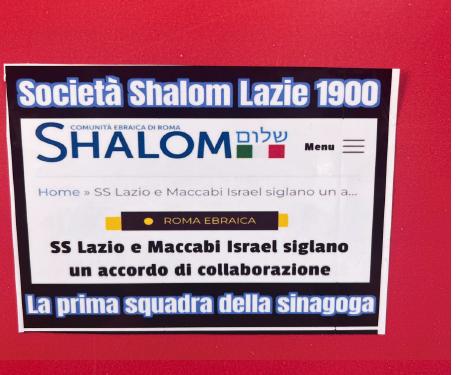 Società Shalom Lazie 1900
COMUNITÀ EBRAICA DI ROMA
SHALOM שלום
Menu
Home » SS Lazio e Maccabi Israel siglano un a...
ROMA EBRAICA
SS Lazio e Maccabi Israel siglano
un accordo di collaborazione
La prima squadra della sinagoga